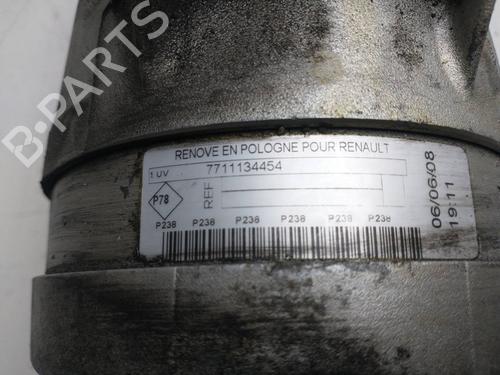 B-PARTS
RENOVE EN POLOGNE POUR RENAULT
1 UV 7711134454
P78
REF
P238 P238 P238 P238 P238 P238
06/06/08
19:11